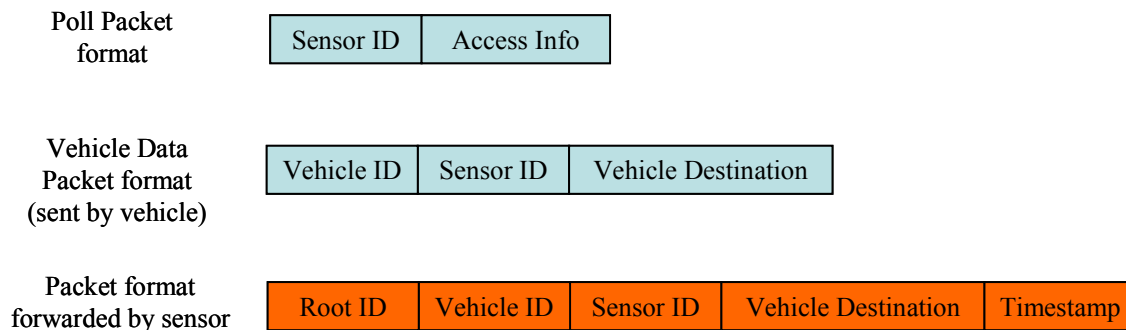 Poll Packet
format
Sensor ID Access Info
Vehicle Data
Packet format
(sent by vehicle)
Vehicle ID Sensor ID Vehicle Destination
Packet format
forwarded by sensor
Root ID Vehicle ID Sensor ID Vehicle Destination Timestamp